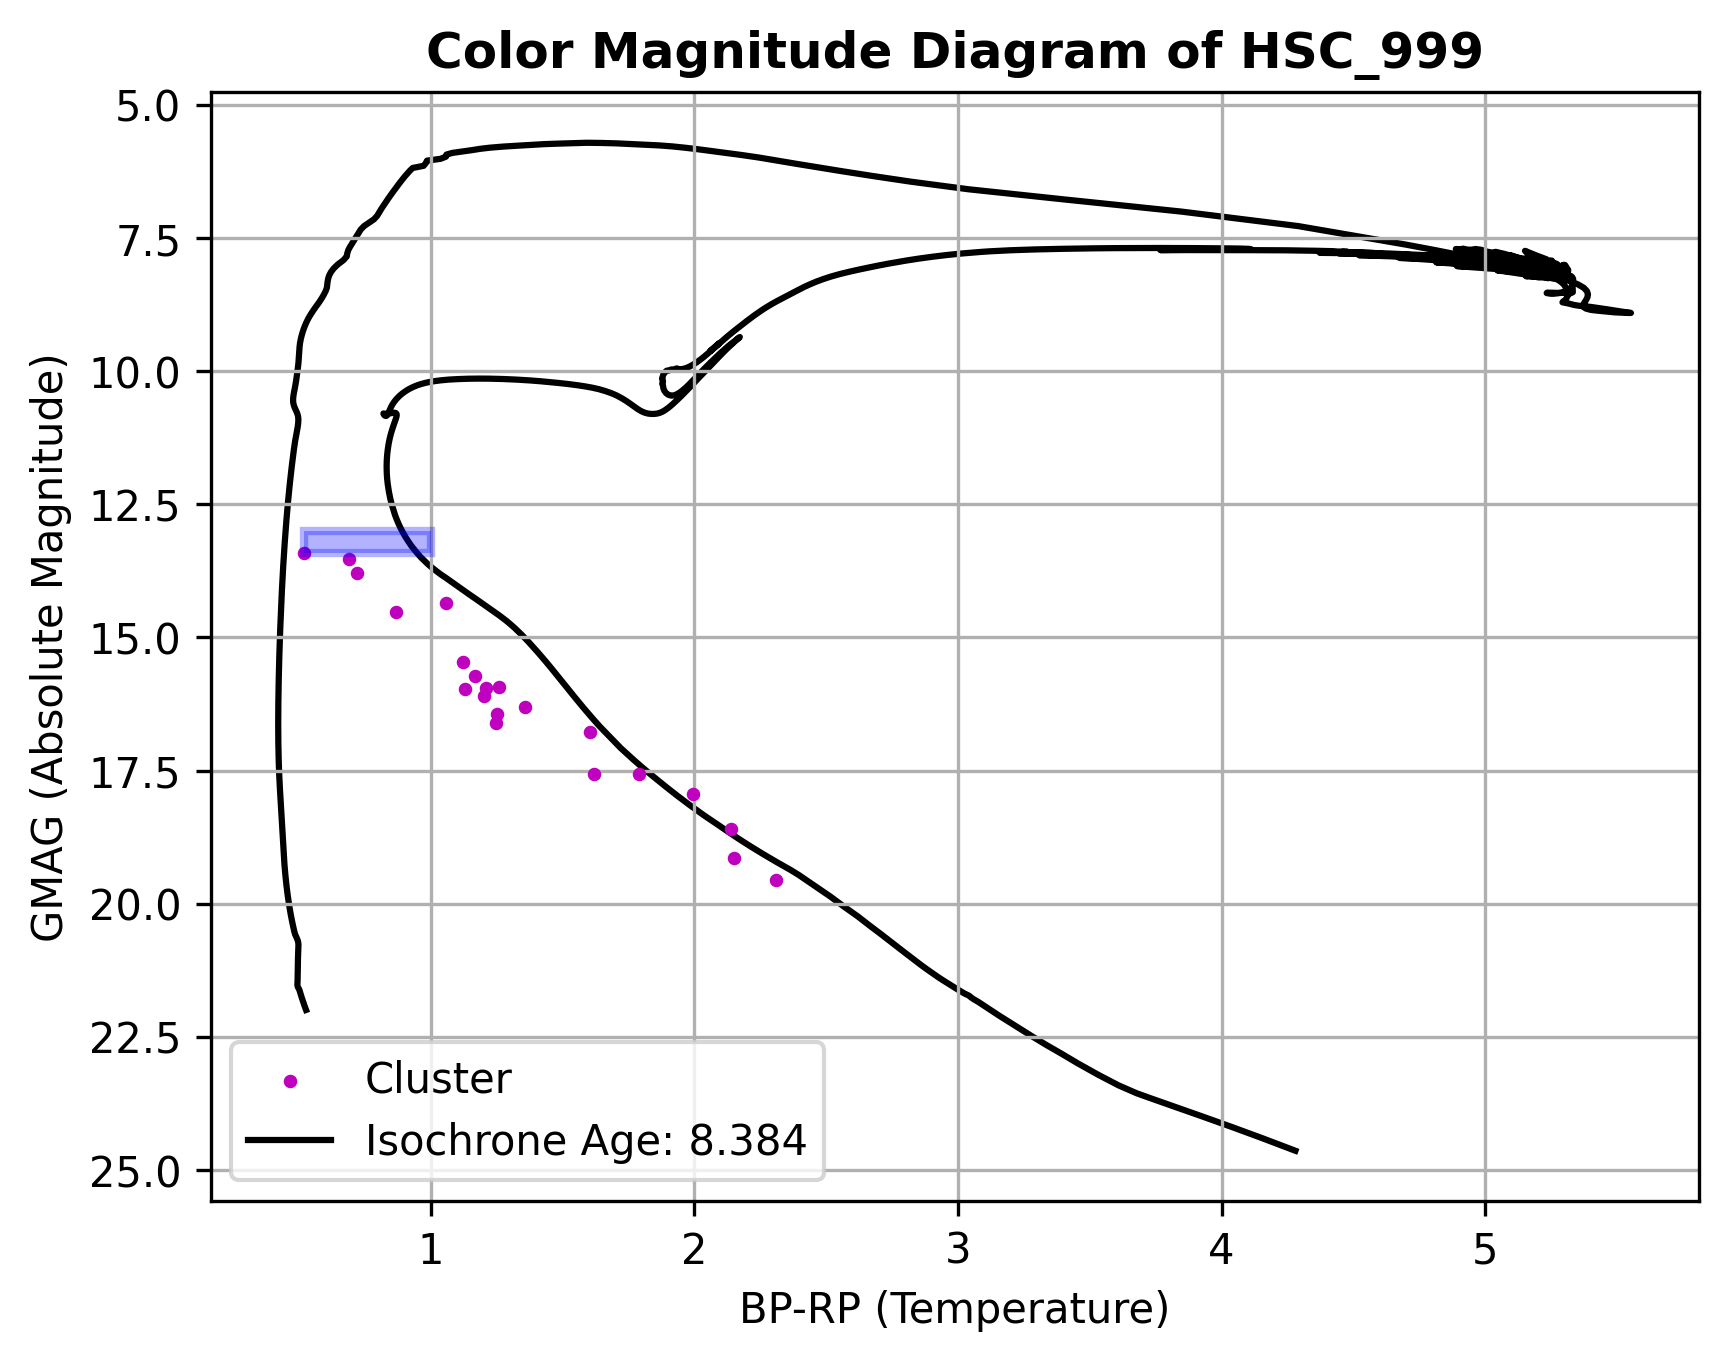 Color Magnitude Diagram of HSC_999
5.0
7.5
10.0
12.5
15.0
17.5
20.0
22.5
25.0
GMAG (Absolute Magnitude)
Cluster
Isochrone Age: 8.384
1
2
3
4
5
BP-RP (Temperature)